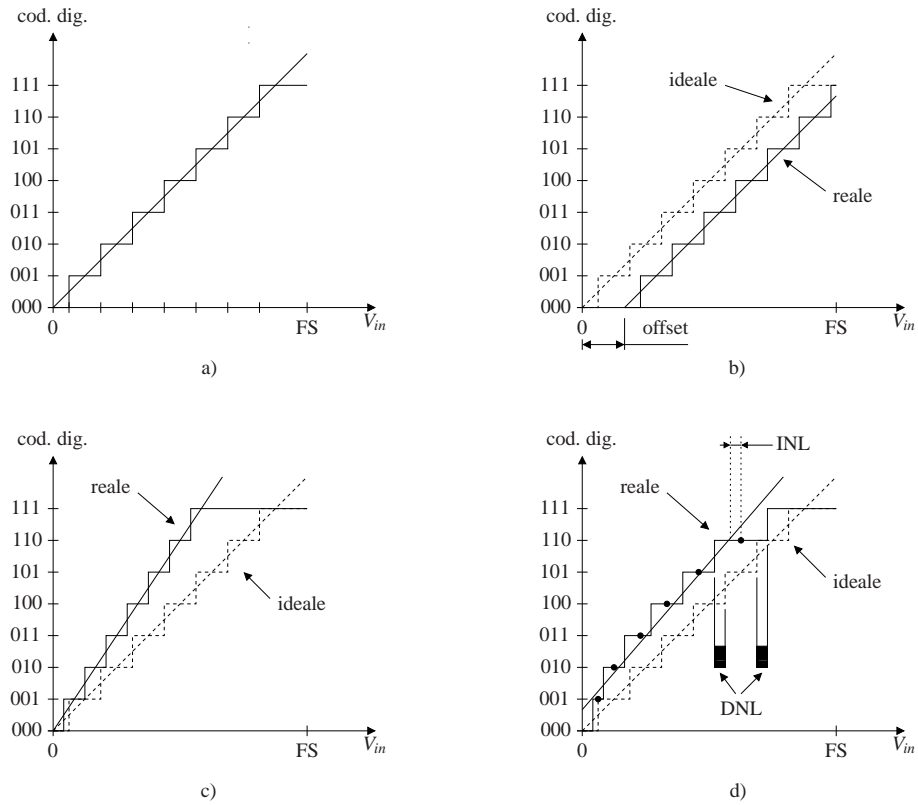 cod. dig.
111
110
101
100
011
010
001
000
0
FS
V_in
a)
cod. dig.
ideale
reale
111
110
101
100
011
010
001
000
0
offset
FS
V_in
b)
cod. dig.
reale
ideale
111
110
101
100
011
010
001
000
0
FS
V_in
c)
cod. dig.
INL
reale
ideale
111
110
101
100
011
010
001
000
DNL
0
FS
V_in
d)